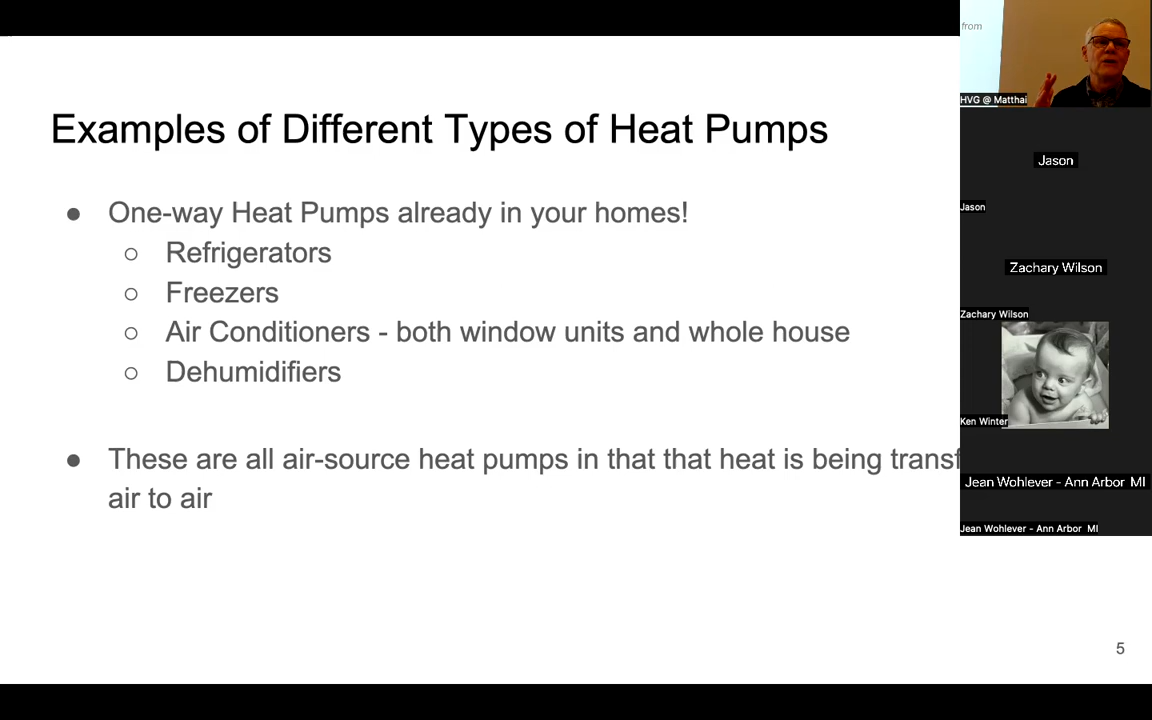 Examples of Different Types of Heat Pumps
● One-way Heat Pumps already in your homes!
○ Refrigerators
○ Freezers
○ Air Conditioners - both window units and whole house
○ Dehumidifiers
● These are all air-source heat pumps in that that heat is being transf
air to air
5
from
HVG @ Matthai
Jason
Jason
Zachary Wilson
Zachary Wilson
Ken Winter
Jean Wohlever - Ann Arbor MI
Jean Wohlever - Ann Arbor MI